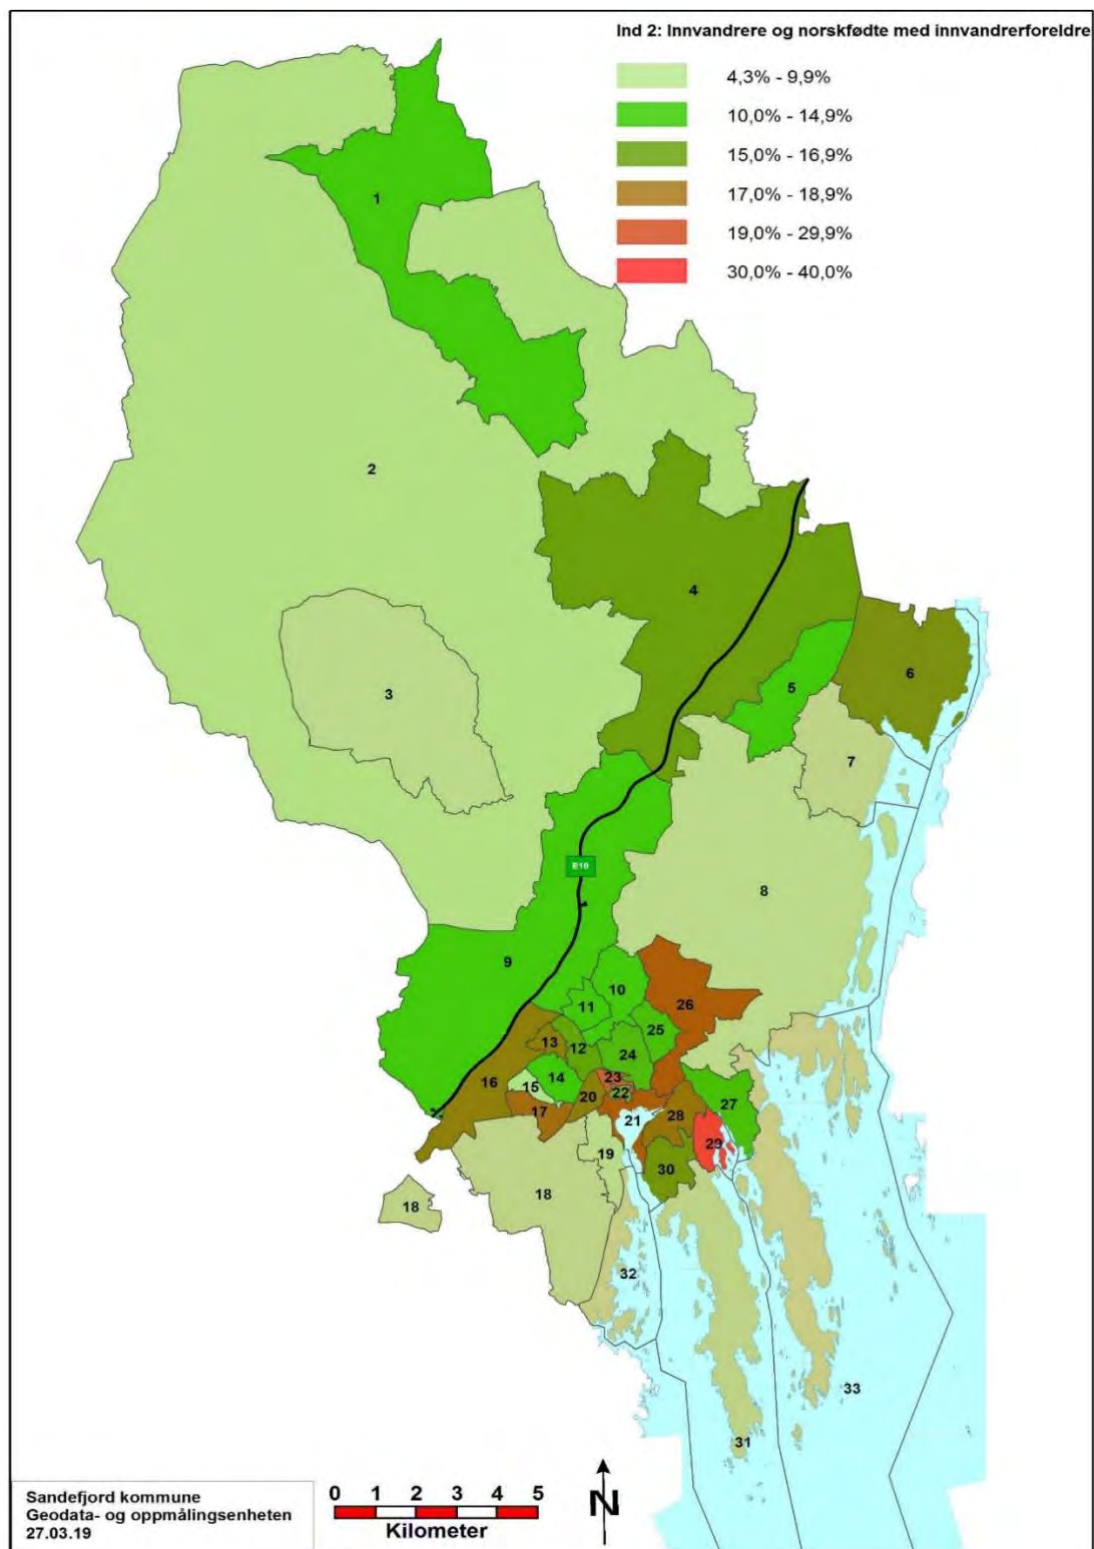 Ind 2: Innvandrere og norskfødte med innvandrerforeldre
4,3% - 9,9%
10,0% - 14,9%
15,0% - 16,9%
17,0% - 18,9%
19,0% - 29,9%
30,0% - 40,0%
1
2
4
3
5
6
7
E18
8
9
10
11
26
25
13
12
24
16
15
14
23
22
20
17
21
28
27
29
19
30
18
18
32
33
31
0 1 2 3 4 5
Kilometer
N
Sandefjord kommune
Geodata- og oppmålingsenheten
27.03.19